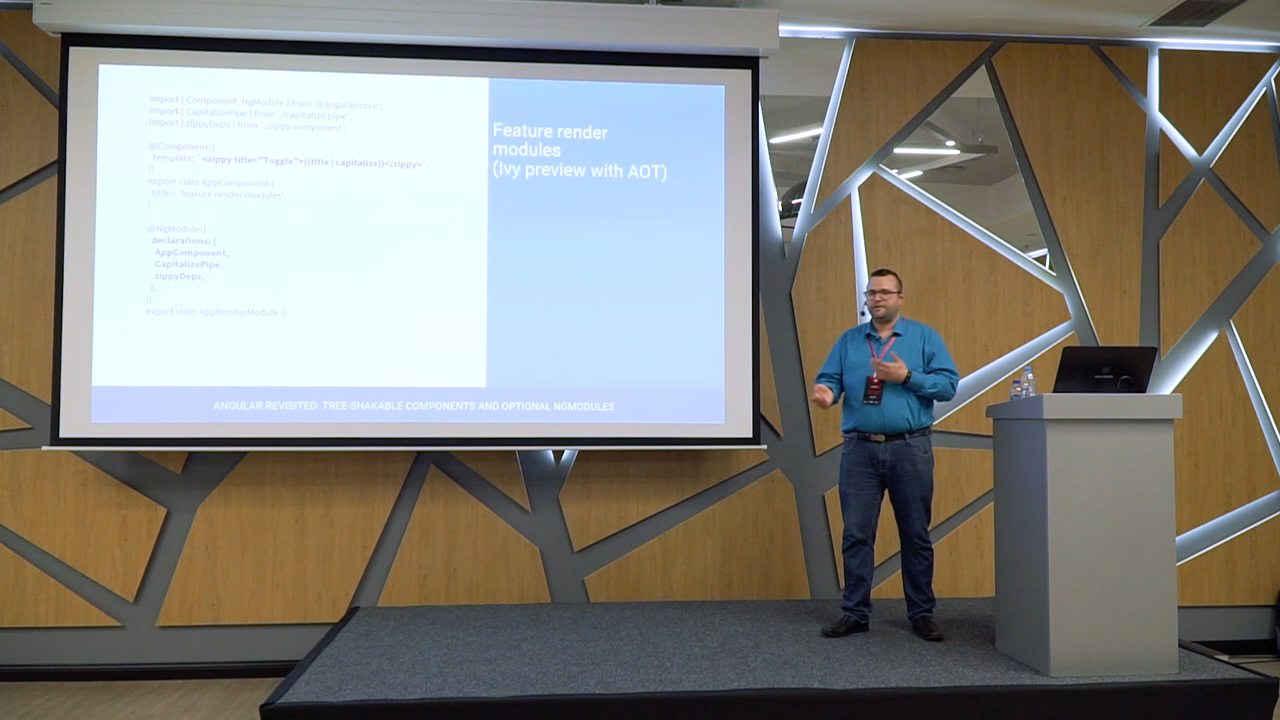 import { Component, NgModule } from '@angular/core';
import { CapitalizePipe } from './capitalize.pipe';
import { zippyDeps } from './zippy.component';
@Component({
template: `<zippy title="Toggle">{{title | capitalize}}</zippy>`,
})
export class AppComponent {
title = 'feature render modules';
}
@NgModule({
declarations: [
AppComponent,
CapitalizePipe,
zippyDeps,
],
})
export class AppRenderModule {}
Feature render
modules
(Ivy preview with AOT)
ANGULAR REVISITED: TREE-SHAKABLE COMPONENTS AND OPTIONAL NGMODULES